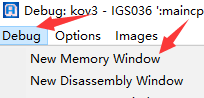 Debug: kov3 - IGS036 ':maincp
Debug Options Images
New Memory Window
New Disassembly Window